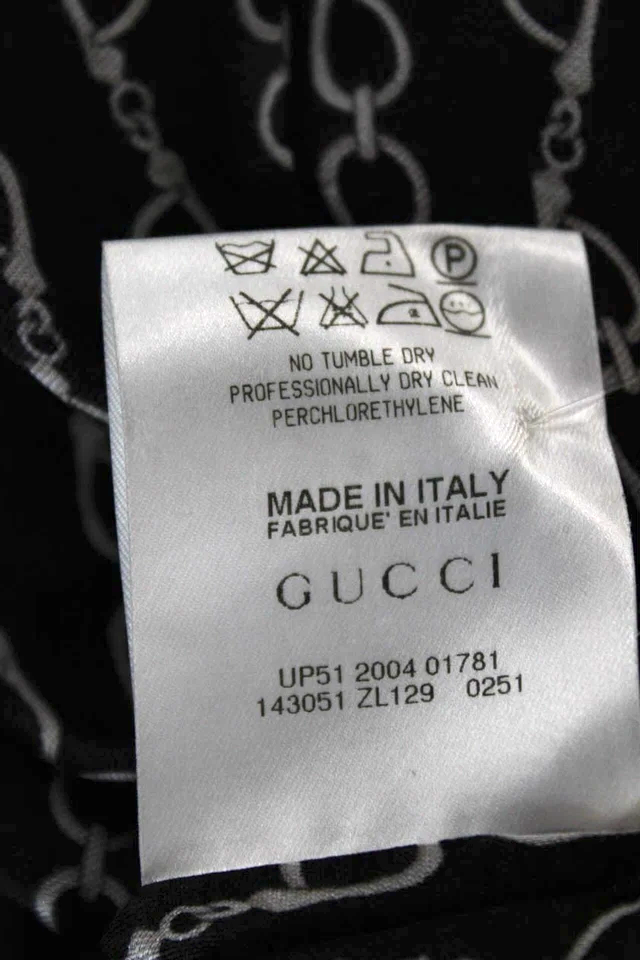 P
NO TUMBLE DRY
PROFESSIONALLY DRY CLEAN
PERCHLORETHYLENE
MADE IN ITALY
FABRIQUE' EN ITALIE
GUCCI
UP51 2004 01781
143051 ZL129 0251